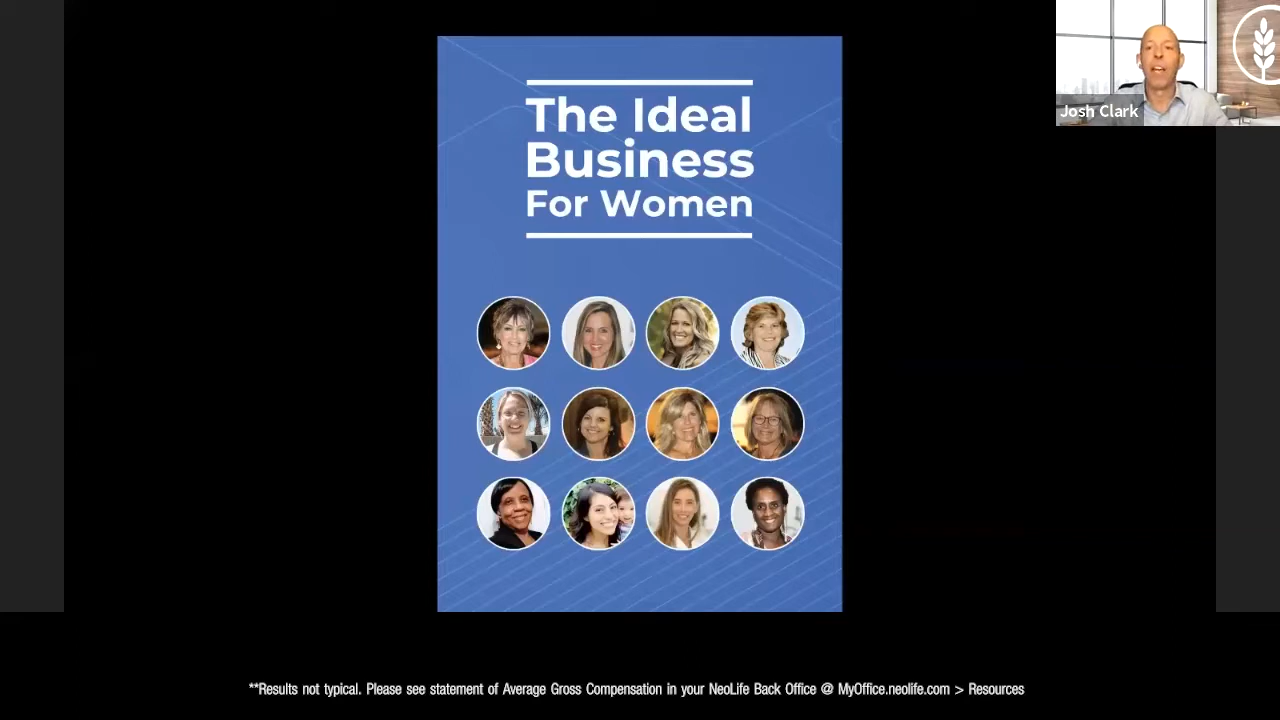 The Ideal
Business
For Women
Josh Clark
**Results not typical. Please see statement of Average Gross Compensation in your NeoLife Back Office @ MyOffice.neolife.com > Resources